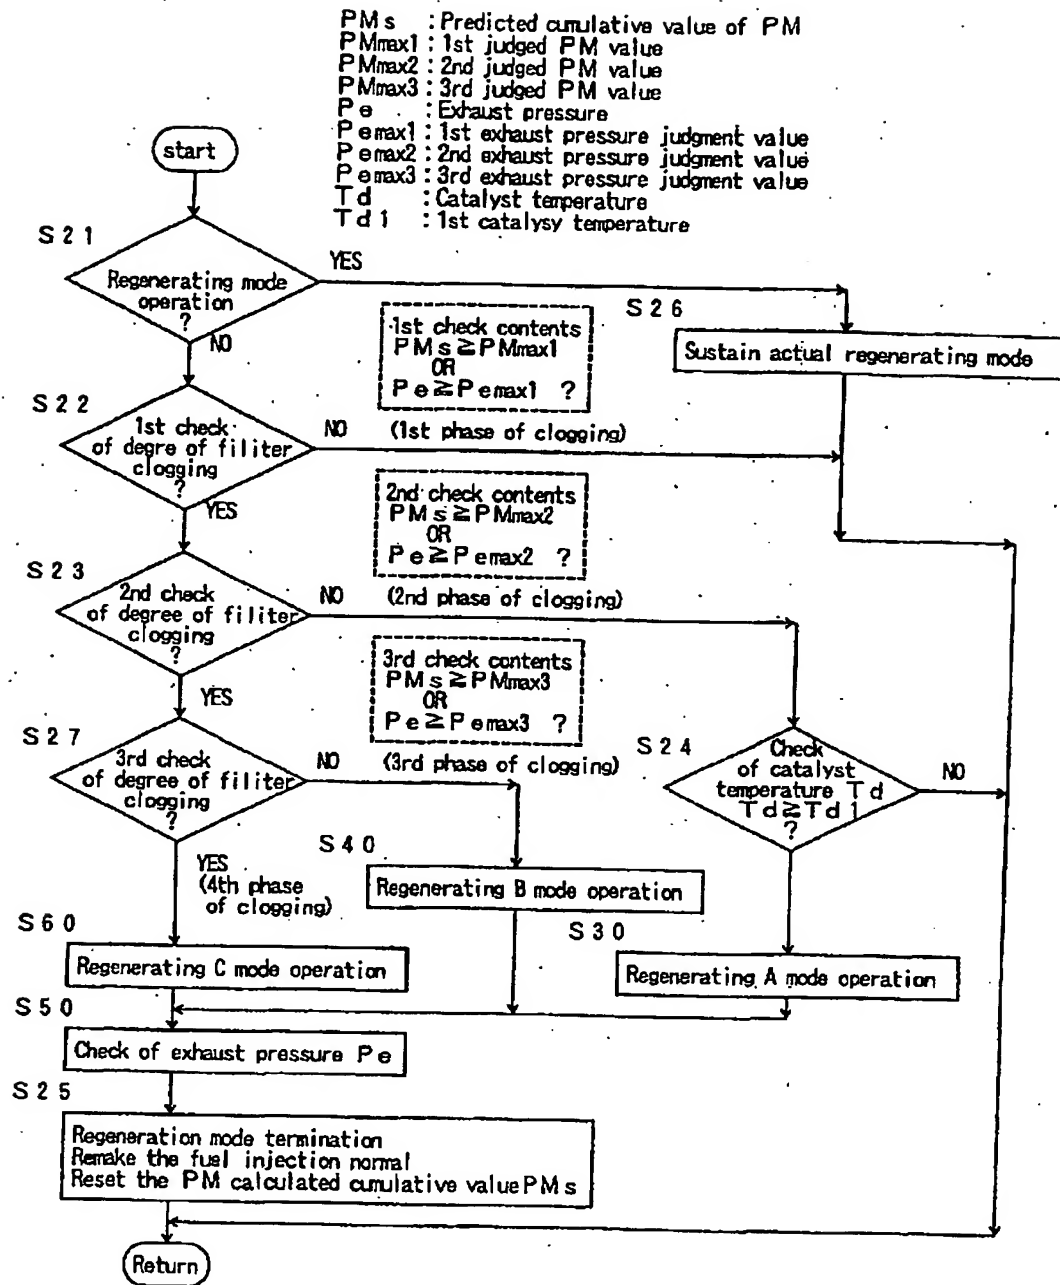 PMs : Predicted cumulative value of PM
PMmax1 : 1st judged PM value
PMmax2 : 2nd judged PM value
PMmax3 : 3rd judged PM value
Pe : Exhaust pressure
Pemax1 : 1st exhaust pressure judgment value
Pemax2 : 2nd exhaust pressure judgment value
Pemax3 : 3rd exhaust pressure judgment value
Td : Catalyst temperature
Td1 : 1st catalysy temperature
start
S21
Regenerating mode
operation
?
YES
NO
S26
Sustain actual regenerating mode
1st check contents
PMs≧PMmax1
OR
Pe≧Pemax1 ?
S22
1st check
of degre of filiter
clogging
?
NO (1st phase of clogging)
YES
2nd check contents
PMs≧PMmax2
OR
Pe≧Pemax2 ?
S23
2nd check
of degree of filiter
clogging
?
NO (2nd phase of clogging)
YES
3rd check contents
PMs≧PMmax3
OR
Pe≧Pemax3 ?
S27
3rd check
of degree of filiter
clogging
?
NO (3rd phase of clogging)
YES
(4th phase
of clogging)
S24
Check
of catalyst
temperature Td
Td≧Td1
?
NO
S40
Regenerating B mode operation
S30
Regenerating A mode operation
S60
Regenerating C mode operation
S50
Check of exhaust pressure Pe
S25
Regeneration mode termination
Remake the fuel injection normal
Reset the PM calculated cumulative value PMs
Return